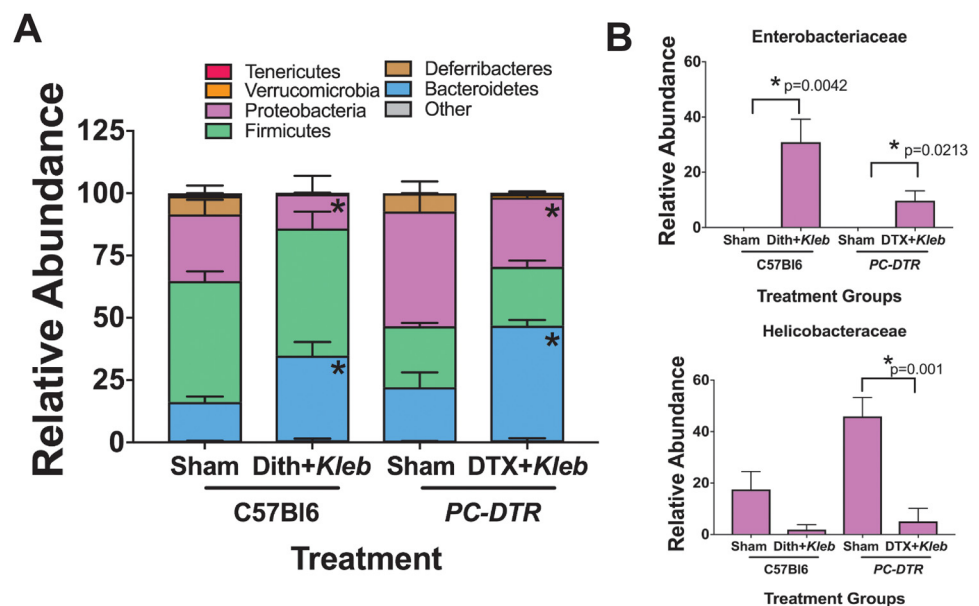 A
Tenericutes
Verrucomicrobia
Proteobacteria
Firmicutes
Deferribacteres
Bacteroidetes
Other
Relative Abundance
125
100
75
50
25
0
*
*
*
*
Sham Dith+Kleb Sham DTX+Kleb
C57Bl6 PC-DTR
Treatment
B
Enterobacteriaceae
Relative Abundance
60
40
20
0
* p=0.0042
* p=0.0213
Sham Dith+Kleb Sham DTX+Kleb
C57Bl6 PC-DTR
Treatment Groups
Helicobacteraceae
Relative Abundance
60
40
20
0
*
p=0.001
Sham Dith+Kleb Sham DTX+Kleb
C57Bl6 PC-DTR
Treatment Groups